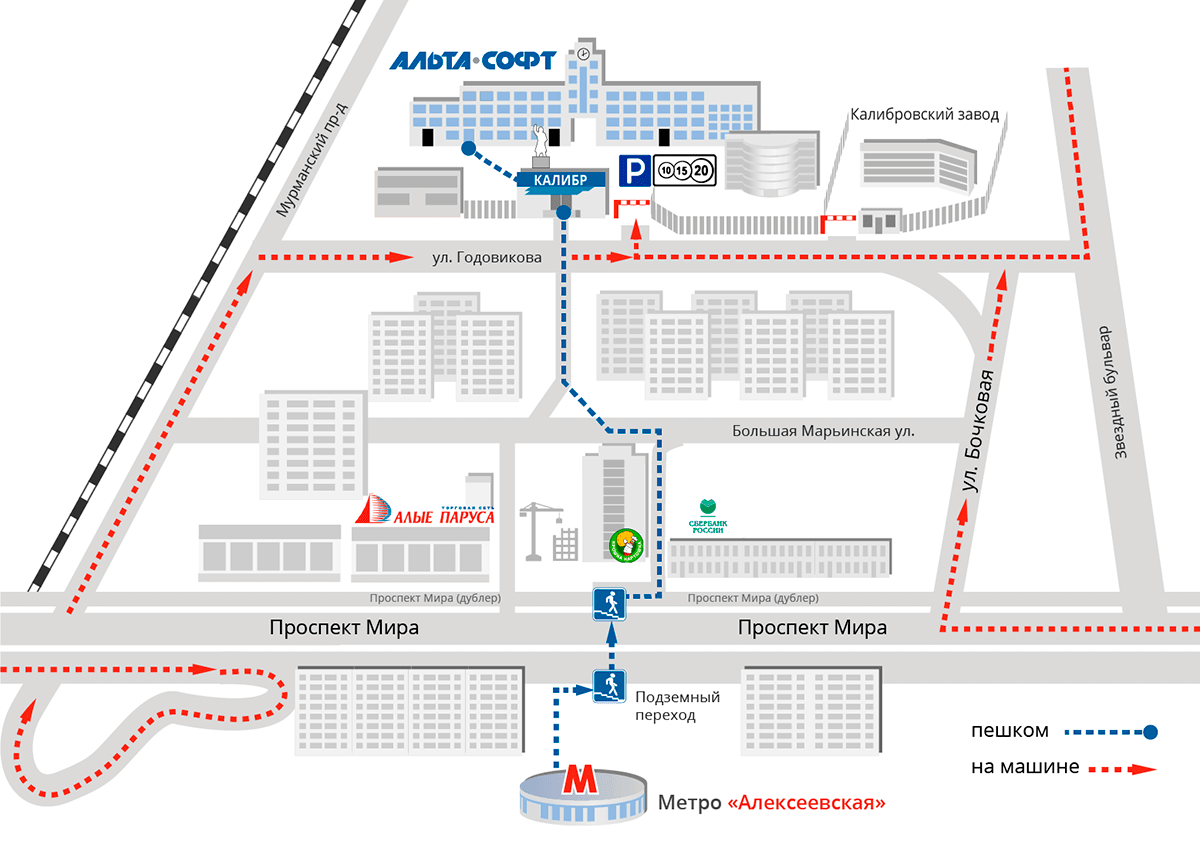 АЛЬТА·СОФТ
Калибровский завод
Мурманский пр-д
КАЛИБР
P
10 15 20
ул. Годовикова
Звездный бульвар
ул. Бочковая
Большая Марьинская ул.
ТОРГОВАЯ СЕТЬ
АЛЫЕ ПАРУСА
СБЕРБАНК
РОССИИ
Проспект Мира (дублер)
Проспект Мира (дублер)
Проспект Мира
Проспект Мира
Подземный
переход
пешком
на машине
М
Метро «Алексеевская»